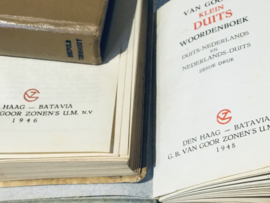 DEN HAAG — BATAVIA
GOOR ZONEN'S U.M. N.V
1946
VAN GOOR
KLEIN
DUITS
WOORDENBOEK
DUITS-NEDERLANDS
EN
NEDERLANDS-DUITS
DRUK
DEN HAAG — BATAVIA
G. B. VAN GOOR ZONEN'S U.M
1948